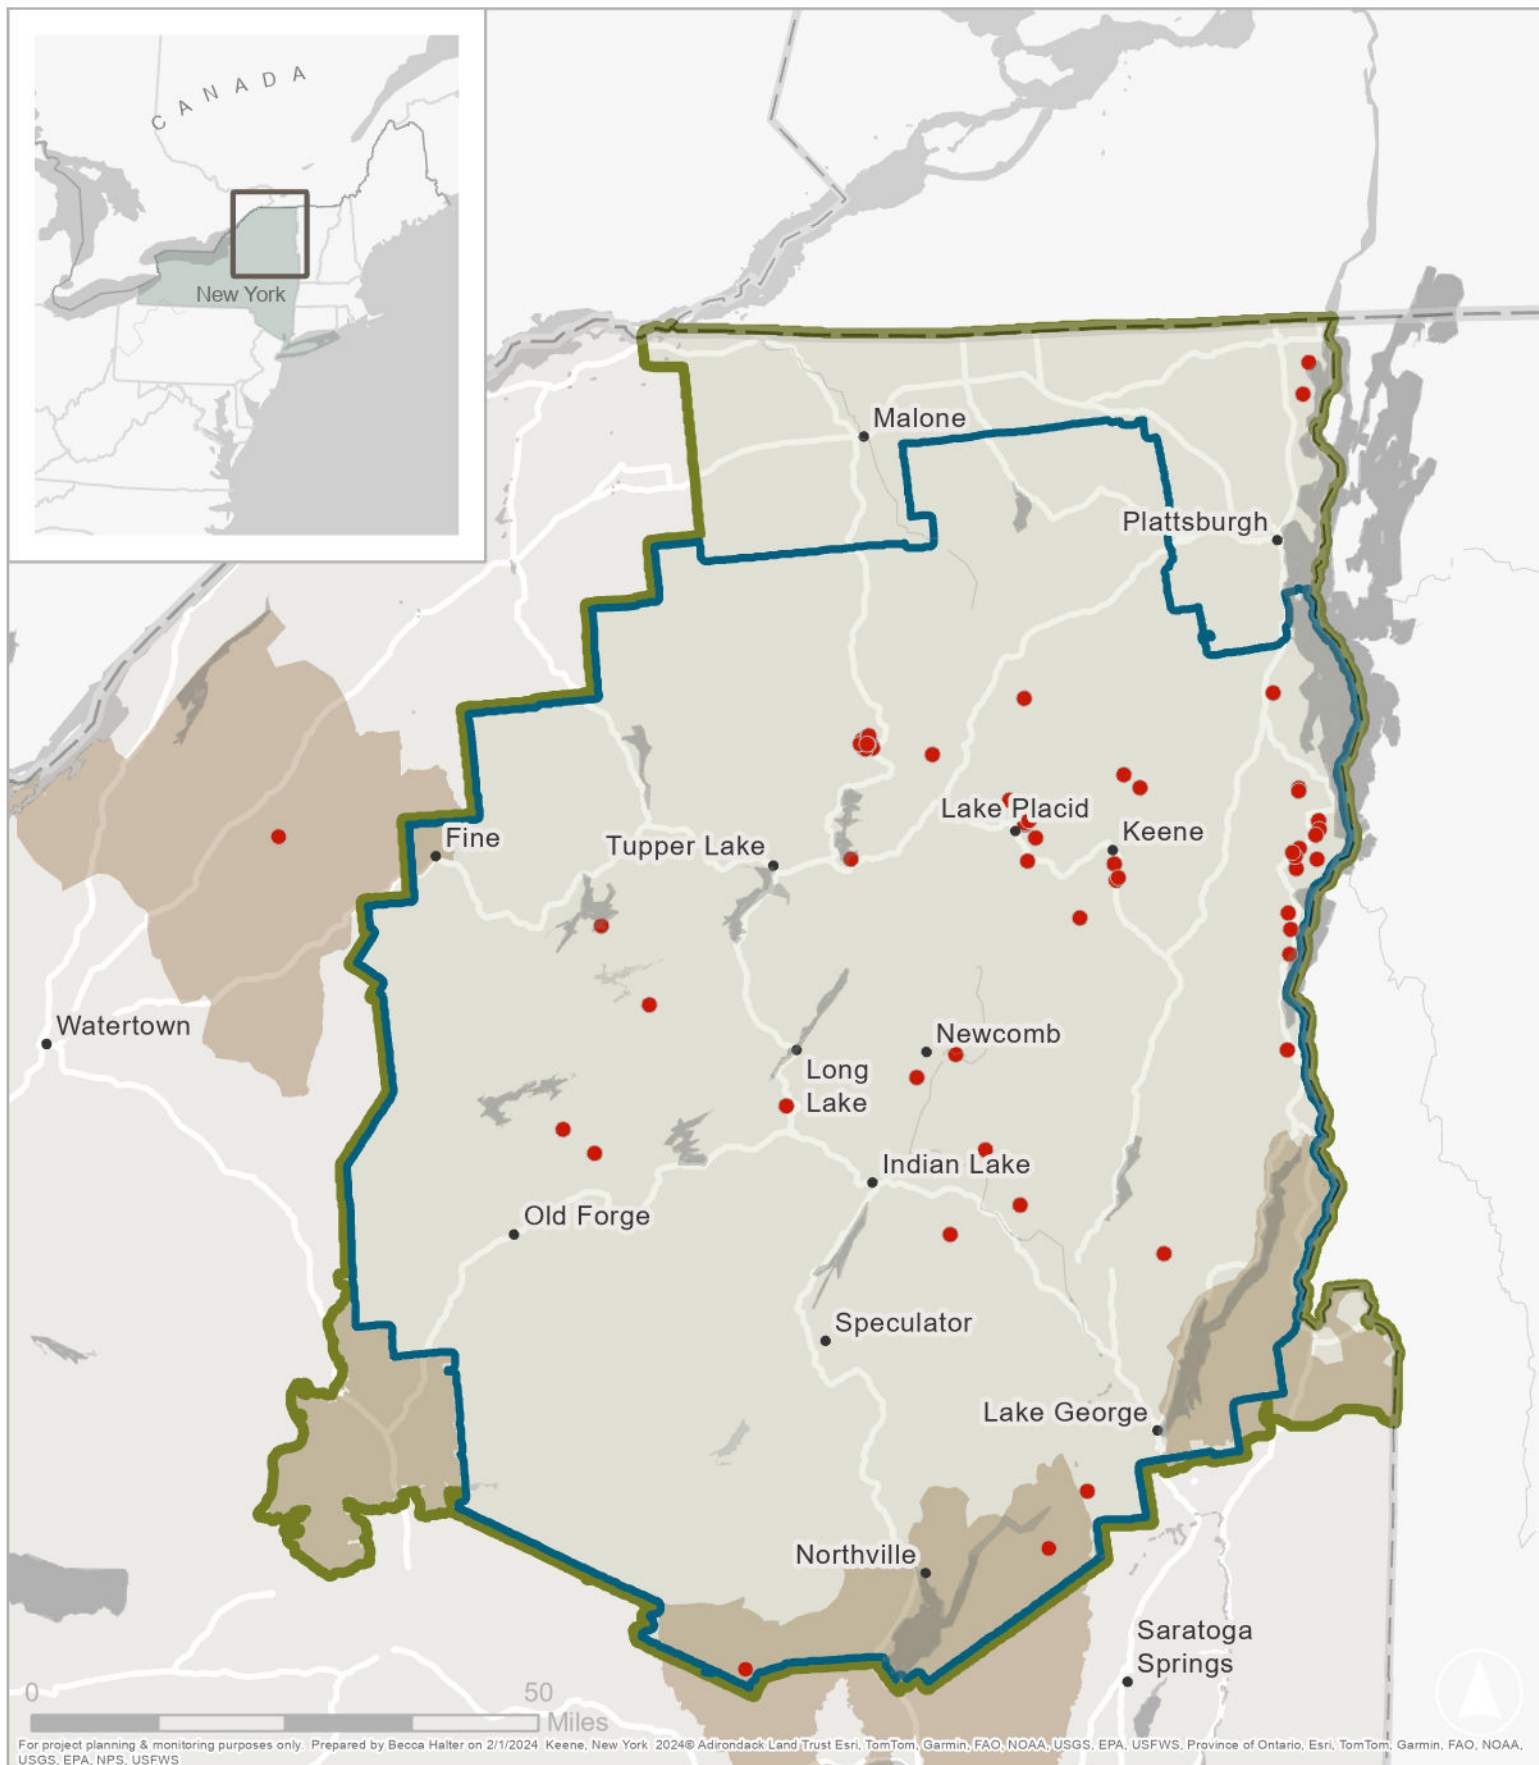 CANADA
New York
Malone
Plattsburgh
Lake Placid
Keene
Fine
Tupper Lake
Watertown
Newcomb
Long
Lake
Indian Lake
Old Forge
Speculator
Lake George
Northville
Saratoga
Springs
0 50
Miles
For project planning & monitoring purposes only. Prepared by Becca Halter on 2/1/2024 Keene, New York 2024© Adirondack Land Trust Esri, TomTom, Garmin, FAO, NOAA, USGS, EPA, USFWS, Province of Ontario, Esri, TomTom, Garmin, FAO, NOAA,
USGS, EPA, NPS, USFWS